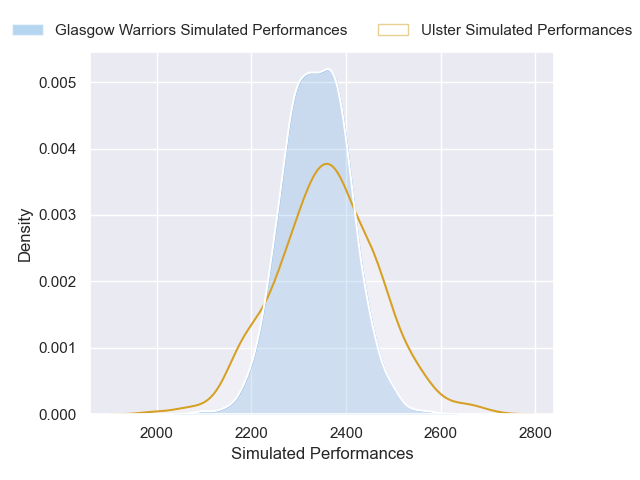 Glasgow Warriors Simulated Performances
Ulster Simulated Performances
0.005
0.004
0.003
0.002
0.001
0.000
Density
2000
2200
2400
2600
2800
Simulated Performances